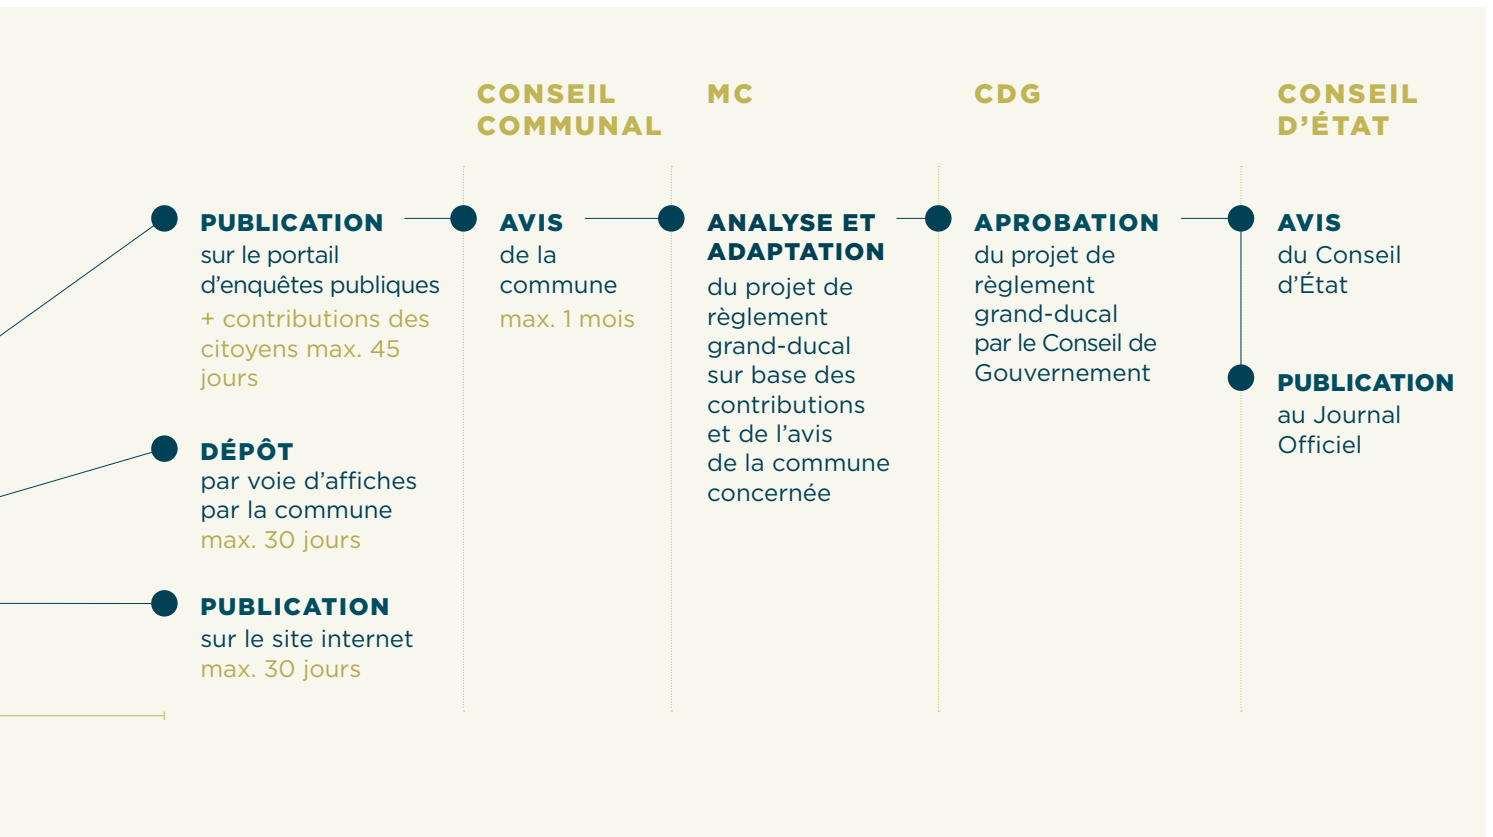 CONSEIL
COMMUNAL
MC
CDG
CONSEIL
D’ÉTAT
PUBLICATION
sur le portail
d’enquêtes publiques
+ contributions des
citoyens max. 45
jours
DÉPÔT
par voie d’affiches
par la commune
max. 30 jours
PUBLICATION
sur le site internet
max. 30 jours
AVIS
de la
commune
max. 1 mois
ANALYSE ET
ADAPTATION
du projet de
règlement
grand-ducal
sur base des
contributions
et de l’avis
de la commune
concernée
APROBATION
du projet de
règlement
grand-ducal
par le Conseil de
Gouvernement
AVIS
du Conseil
d’État
PUBLICATION
au Journal
Officiel